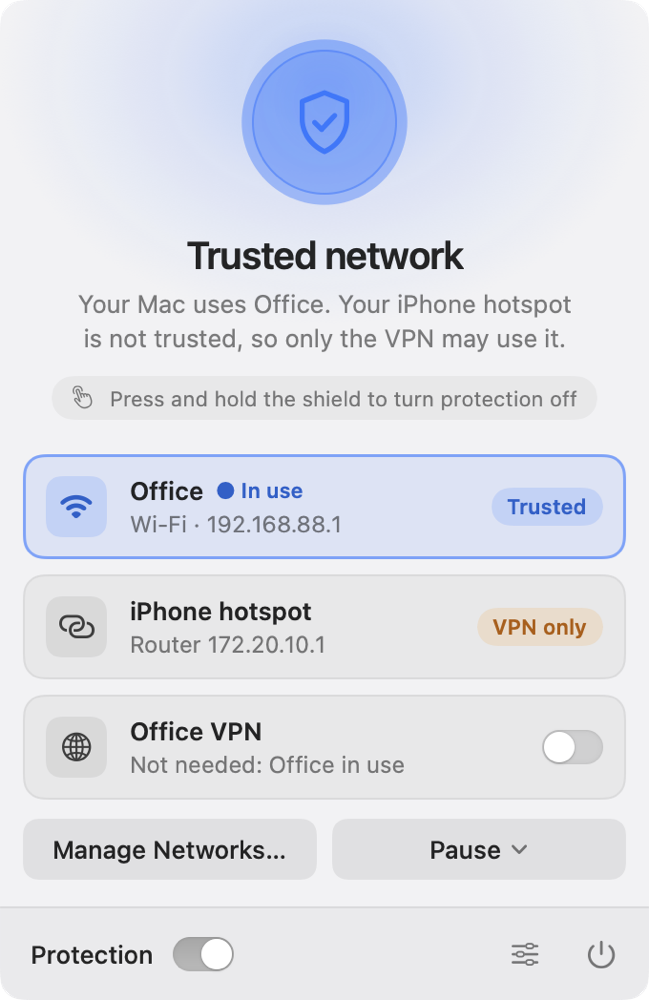 Trusted network
Your Mac uses Office. Your iPhone hotspot
is not trusted, so only the VPN may use it.
Press and hold the shield to turn protection off
Office In use
Wi-Fi · 192.168.88.1
Trusted
iPhone hotspot
Router 172.20.10.1
VPN only
Office VPN
Not needed: Office in use
Manage Networks...
Pause
Protection